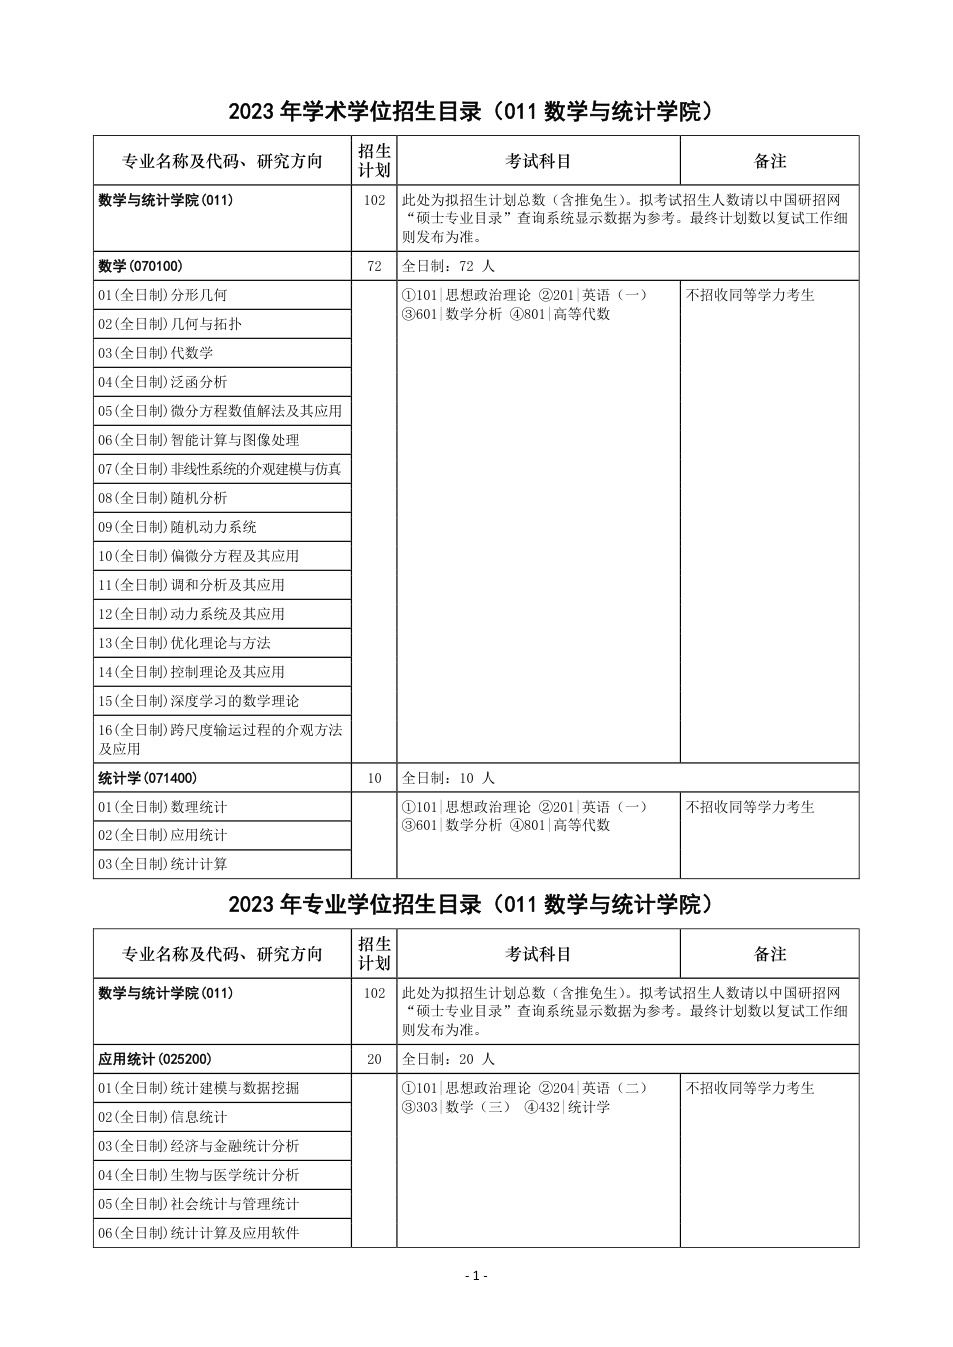 2023 年学术学位招生目录（011 数学与统计学院）
专业名称及代码、研究方向
招生
计划
考试科目
备注
数学与统计学院(011)
102
此处为拟招生计划总数（含推免生）。拟考试招生人数请以中国研招网
“硕士专业目录”查询系统显示数据为参考。最终计划数以复试工作细
则发布为准。
数学(070100)
72
全日制：72 人
01(全日制)分形几何
①101|思想政治理论 ②201|英语（一）
③601|数学分析 ④801|高等代数
不招收同等学力考生
02(全日制)几何与拓扑
03(全日制)代数学
04(全日制)泛函分析
05(全日制)微分方程数值解法及其应用
06(全日制)智能计算与图像处理
07(全日制)非线性系统的介观建模与仿真
08(全日制)随机分析
09(全日制)随机动力系统
10(全日制)偏微分方程及其应用
11(全日制)调和分析及其应用
12(全日制)动力系统及其应用
13(全日制)优化理论与方法
14(全日制)控制理论及其应用
15(全日制)深度学习的数学理论
16(全日制)跨尺度输运过程的介观方法
及应用
统计学(071400)
10
全日制：10 人
01(全日制)数理统计
①101|思想政治理论 ②201|英语（一）
③601|数学分析 ④801|高等代数
不招收同等学力考生
02(全日制)应用统计
03(全日制)统计计算
2023 年专业学位招生目录（011 数学与统计学院）
专业名称及代码、研究方向
招生
计划
考试科目
备注
数学与统计学院(011)
102
此处为拟招生计划总数（含推免生）。拟考试招生人数请以中国研招网
“硕士专业目录”查询系统显示数据为参考。最终计划数以复试工作细
则发布为准。
应用统计(025200)
20
全日制：20 人
01(全日制)统计建模与数据挖掘
①101|思想政治理论 ②204|英语（二）
③303|数学（三） ④432|统计学
不招收同等学力考生
02(全日制)信息统计
03(全日制)经济与金融统计分析
04(全日制)生物与医学统计分析
05(全日制)社会统计与管理统计
06(全日制)统计计算及应用软件
- 1 -